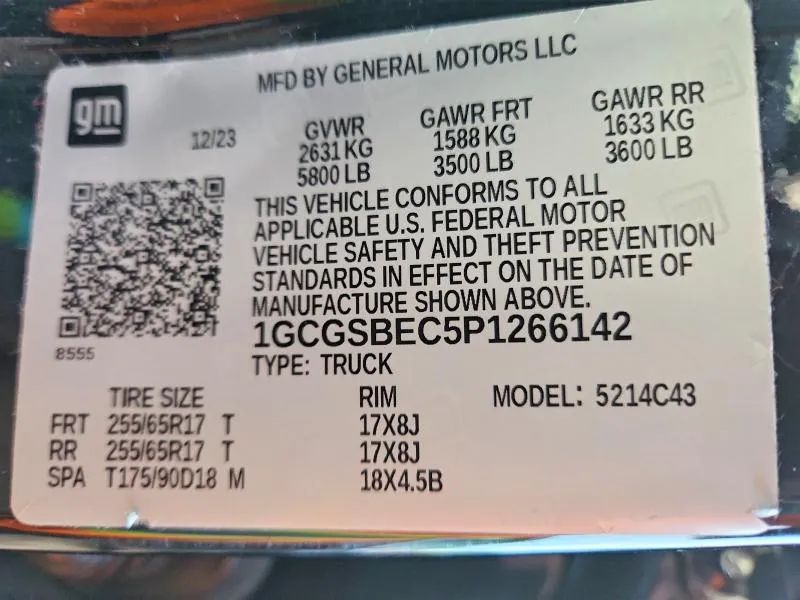 MFD BY GENERAL MOTORS LLC
gm
12/23
GVWR
2631 KG
5800 LB
GAWR FRT
1588 KG
3500 LB
GAWR RR
1633 KG
3600 LB
THIS VEHICLE CONFORMS TO ALL
APPLICABLE U.S. FEDERAL MOTOR
VEHICLE SAFETY AND THEFT PREVENTION
STANDARDS IN EFFECT ON THE DATE OF
MANUFACTURE SHOWN ABOVE.
1GCGSBEC5P1266142
8555
TYPE: TRUCK
TIRE SIZE RIM MODEL: 5214C43
FRT 255/65R17 T 17X8J
RR 255/65R17 T 17X8J
SPA T175/90D18 M 18X4.5B